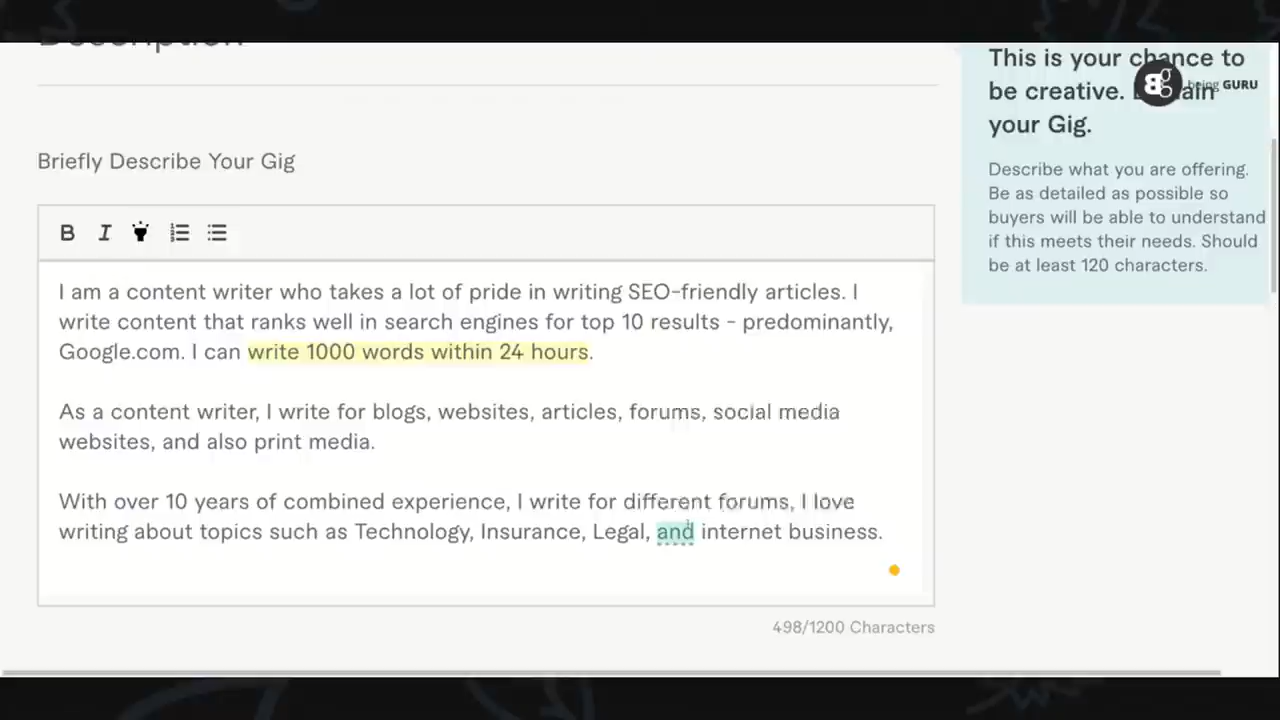 Description
This is your chance to
be creative.
your Gig.
being GURU
Describe what you are offering.
Be as detailed as possible so
buyers will be able to understand
if this meets their needs. Should
be at least 120 characters.
Briefly Describe Your Gig
B I
I am a content writer who takes a lot of pride in writing SEO-friendly articles. I
write content that ranks well in search engines for top 10 results - predominantly,
Google.com. I can write 1000 words within 24 hours.
As a content writer, I write for blogs, websites, articles, forums, social media
websites, and also print media.
With over 10 years of combined experience, I write for different forums, I love
writing about topics such as Technology, Insurance, Legal, and internet business.
498/1200 Characters